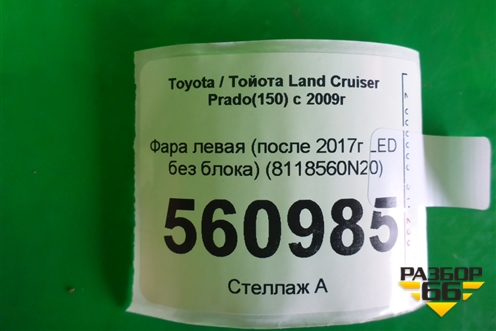 Toyota / Тойота Land Cruiser
Prado(150) с 2009г
Фара левая (после 2017г LED
без блока) (8118560N20)
560985
Стеллаж А
РАЗБОР
66